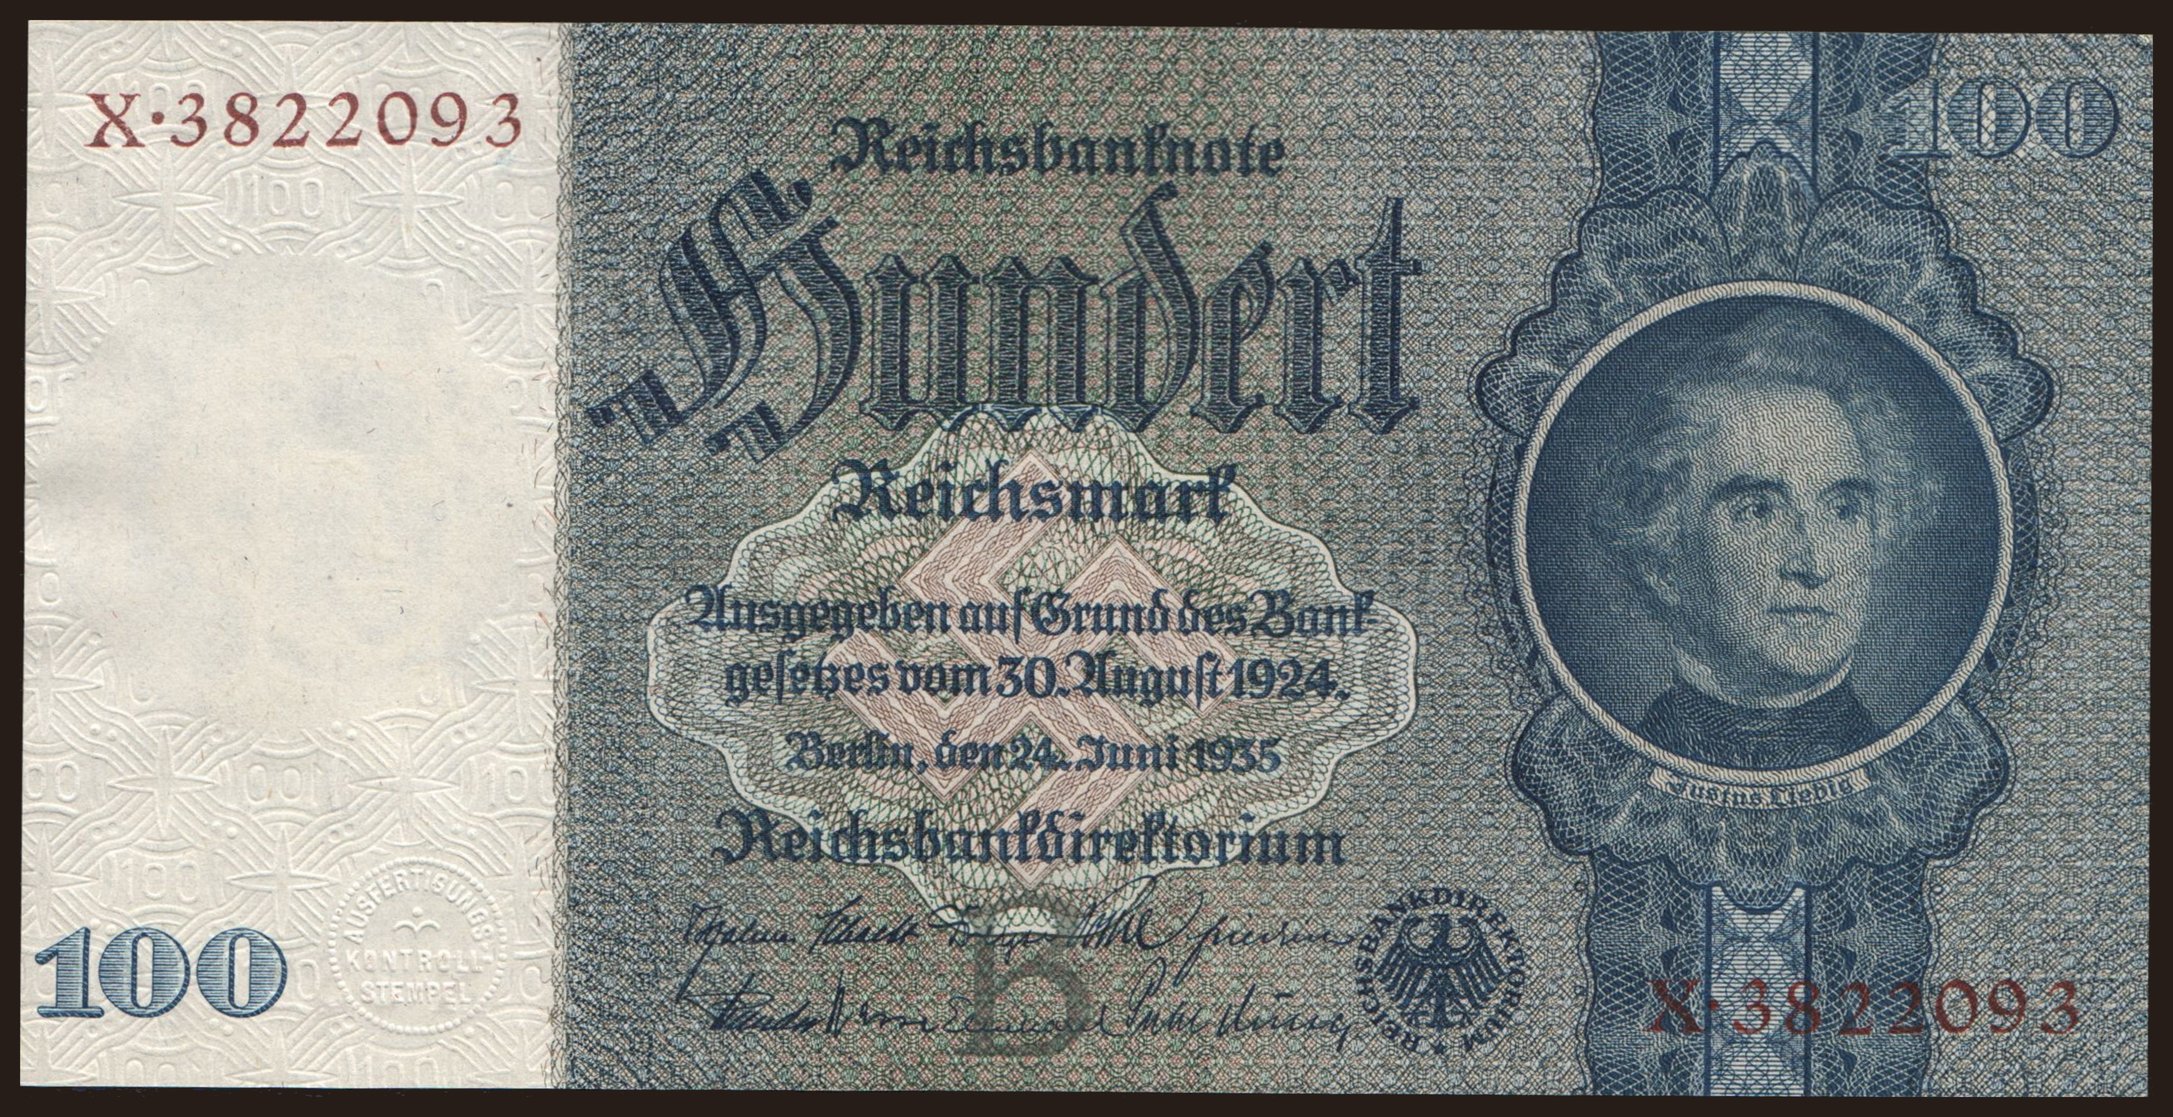 X·3822093
100
Reichsbanknote
Hundert
Reichsmark
Ausgegeben auf Grund des Bank-
gesetzes vom 30. August 1924.
Berlin, den 24. Juni 1935
Reichsbankdirektorium
Justus Liebig
100
AUSFERTIGUNGS-
KONTROLL-
STEMPEL
REICHSBANKDIREKTORIUM
X·3822093